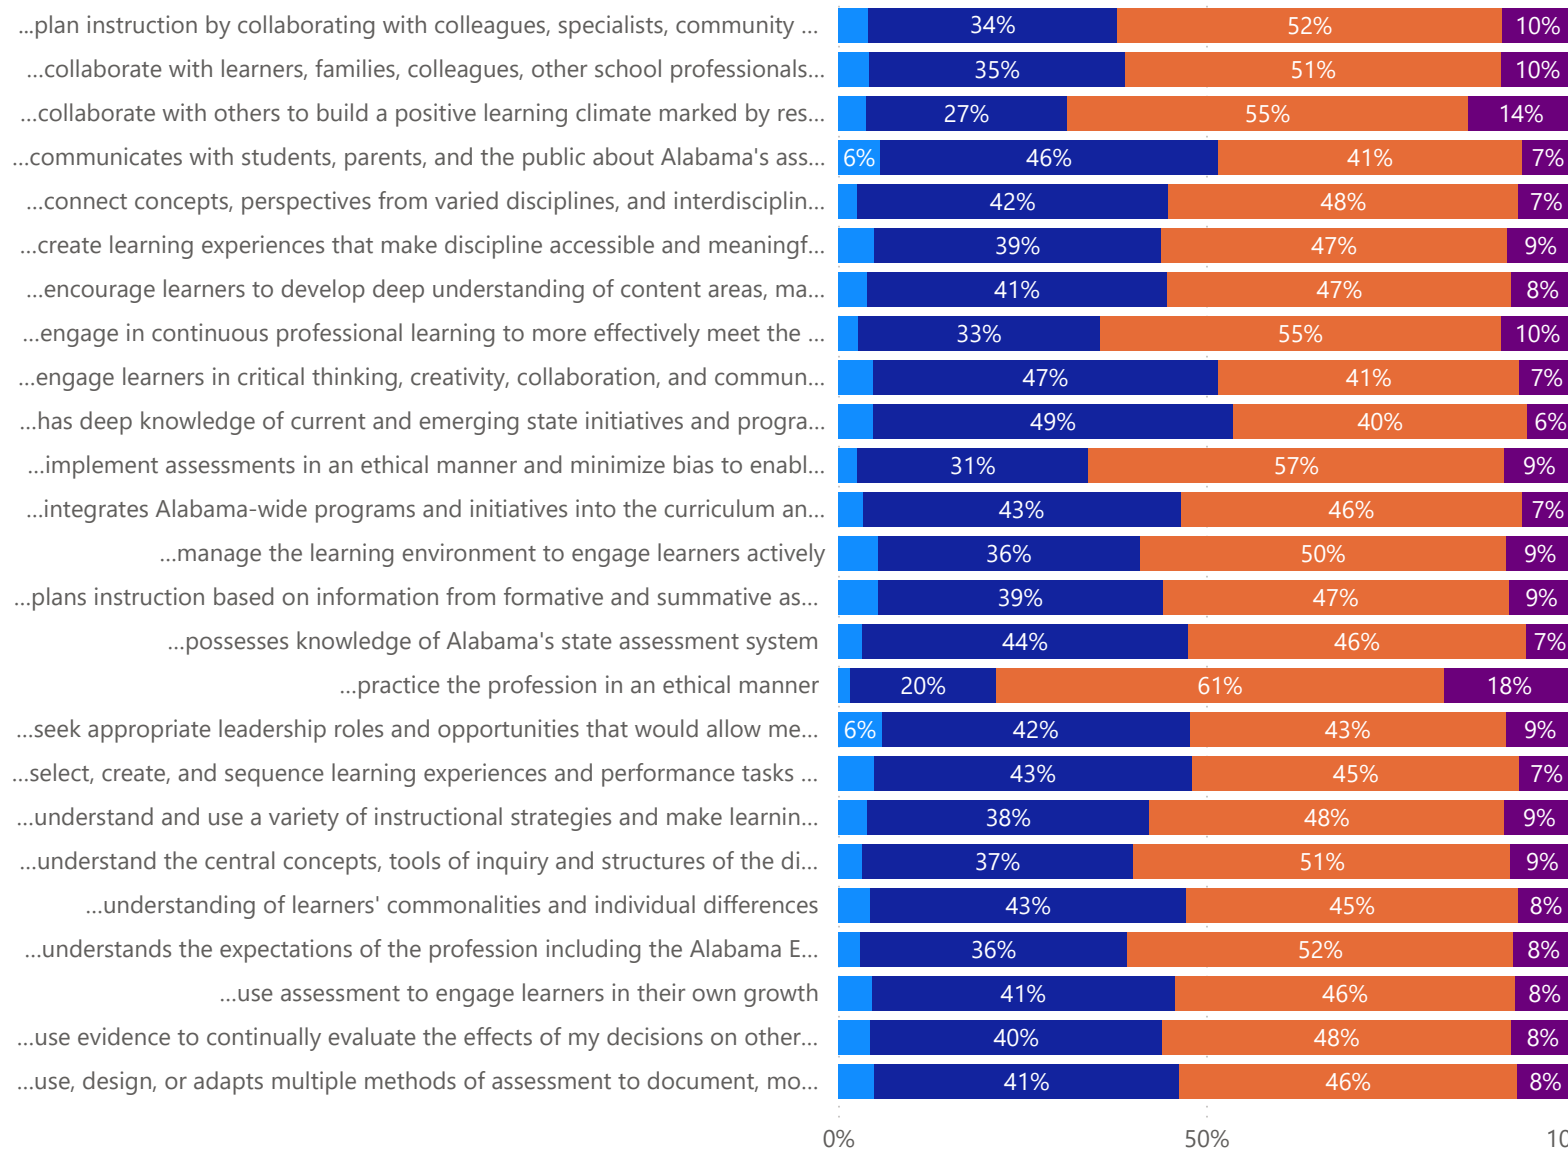 ...plan instruction by collaborating with colleagues, specialists, community ... 34% 52% 10%
...collaborate with learners, families, colleagues, other school professionals... 35% 51% 10%
...collaborate with others to build a positive learning climate marked by res... 27% 55% 14%
...communicates with students, parents, and the public about Alabama's ass... 6% 46% 41% 7%
...connect concepts, perspectives from varied disciplines, and interdisciplin... 42% 48% 7%
...create learning experiences that make discipline accessible and meaningf... 39% 47% 9%
...encourage learners to develop deep understanding of content areas, ma... 41% 47% 8%
...engage in continuous professional learning to more effectively meet the ... 33% 55% 10%
...engage learners in critical thinking, creativity, collaboration, and commun... 47% 41% 7%
...has deep knowledge of current and emerging state initiatives and progra... 49% 40% 6%
...implement assessments in an ethical manner and minimize bias to enabl... 31% 57% 9%
...integrates Alabama-wide programs and initiatives into the curriculum an... 43% 46% 7%
...manage the learning environment to engage learners actively 36% 50% 9%
...plans instruction based on information from formative and summative as... 39% 47% 9%
...possesses knowledge of Alabama's state assessment system 44% 46% 7%
...practice the profession in an ethical manner 20% 61% 18%
...seek appropriate leadership roles and opportunities that would allow me... 6% 42% 43% 9%
...select, create, and sequence learning experiences and performance tasks ... 43% 45% 7%
...understand and use a variety of instructional strategies and make learnin... 38% 48% 9%
...understand the central concepts, tools of inquiry and structures of the di... 37% 51% 9%
...understanding of learners' commonalities and individual differences 43% 45% 8%
...understands the expectations of the profession including the Alabama E... 36% 52% 8%
...use assessment to engage learners in their own growth 41% 46% 8%
...use evidence to continually evaluate the effects of my decisions on other... 40% 48% 8%
...use, design, or adapts multiple methods of assessment to document, mo... 41% 46% 8%
0% 50% 10